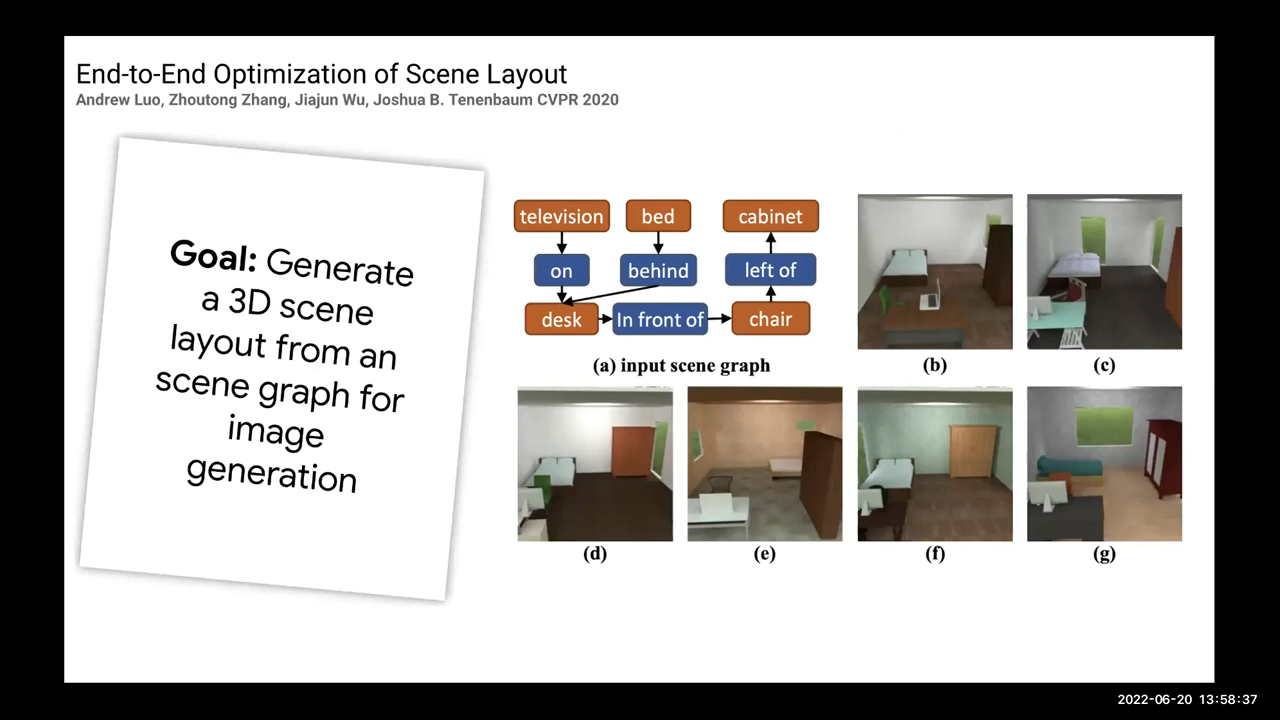 End-to-End Optimization of Scene Layout
Andrew Luo, Zhoutong Zhang, Jiajun Wu, Joshua B. Tenenbaum CVPR 2020
Goal: Generate
a 3D scene
layout from an
scene graph for
image
generation
television bed cabinet
on behind left of
desk In front of chair
(a) input scene graph
(b) (c)
(d) (e) (f) (g)
2022-06-20 13:58:37